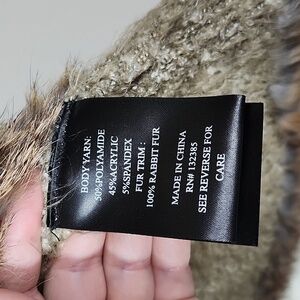 BODY YARN:
50%POLYAMIDE
45%ACRYLIC
5%SPANDEX
FUR TRIM :
100% RABBIT FUR
MADE IN CHINA
RN# 132385
SEE REVERSE FOR
CARE